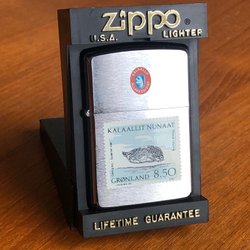 zippo
U.S.A. LIGHTER
KALAALLIT NUNAAT
GRØNLAND 8.50
LIFETIME GUARANTEE